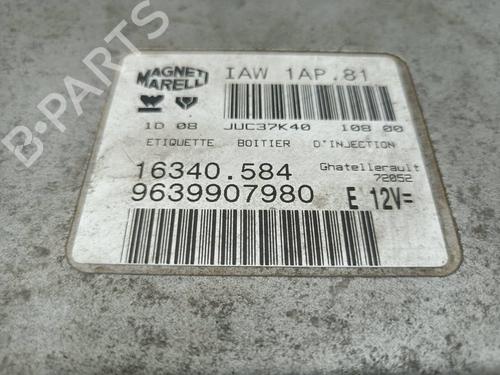 MAGNETI MARELLI
IAW 1AP.81
1D 08 JUC37K40 108 00
ETIQUETTE BOITIER D'INJECTION
16340.584
Ghatellerault
72052
9639907980
E 12V=
B-PARTS